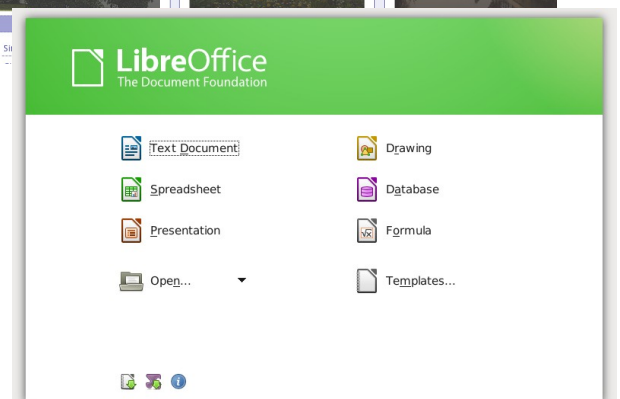 LibreOffice
The Document Foundation
Text Document
Drawing
Spreadsheet
Database
Presentation
Formula
Open...
Templates...